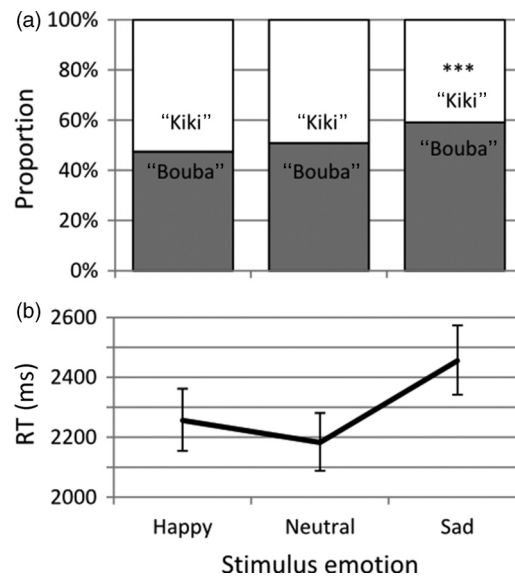 (a)
100%
80%
60%
40%
20%
0%
Proportion
"Kiki"
"Bouba"
"Kiki"
"Bouba"
***
"Kiki"
"Bouba"
(b)
2600
2400
2200
2000
RT (ms)
Happy
Neutral
Sad
Stimulus emotion